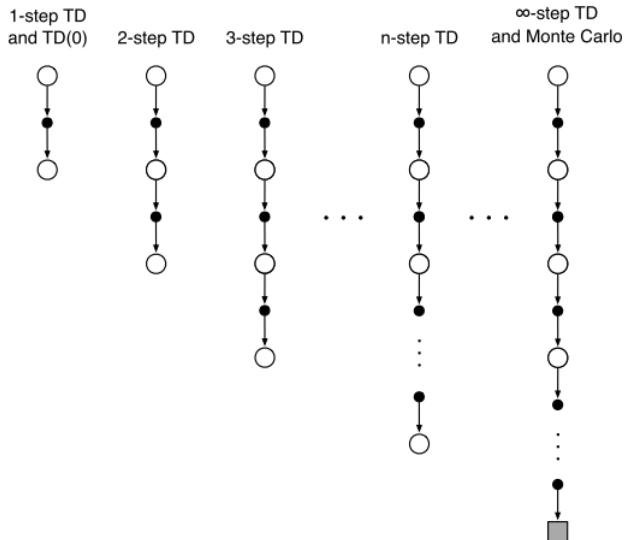 1-step TD
and TD(0)
2-step TD
3-step TD
n-step TD
∞-step TD
and Monte Carlo